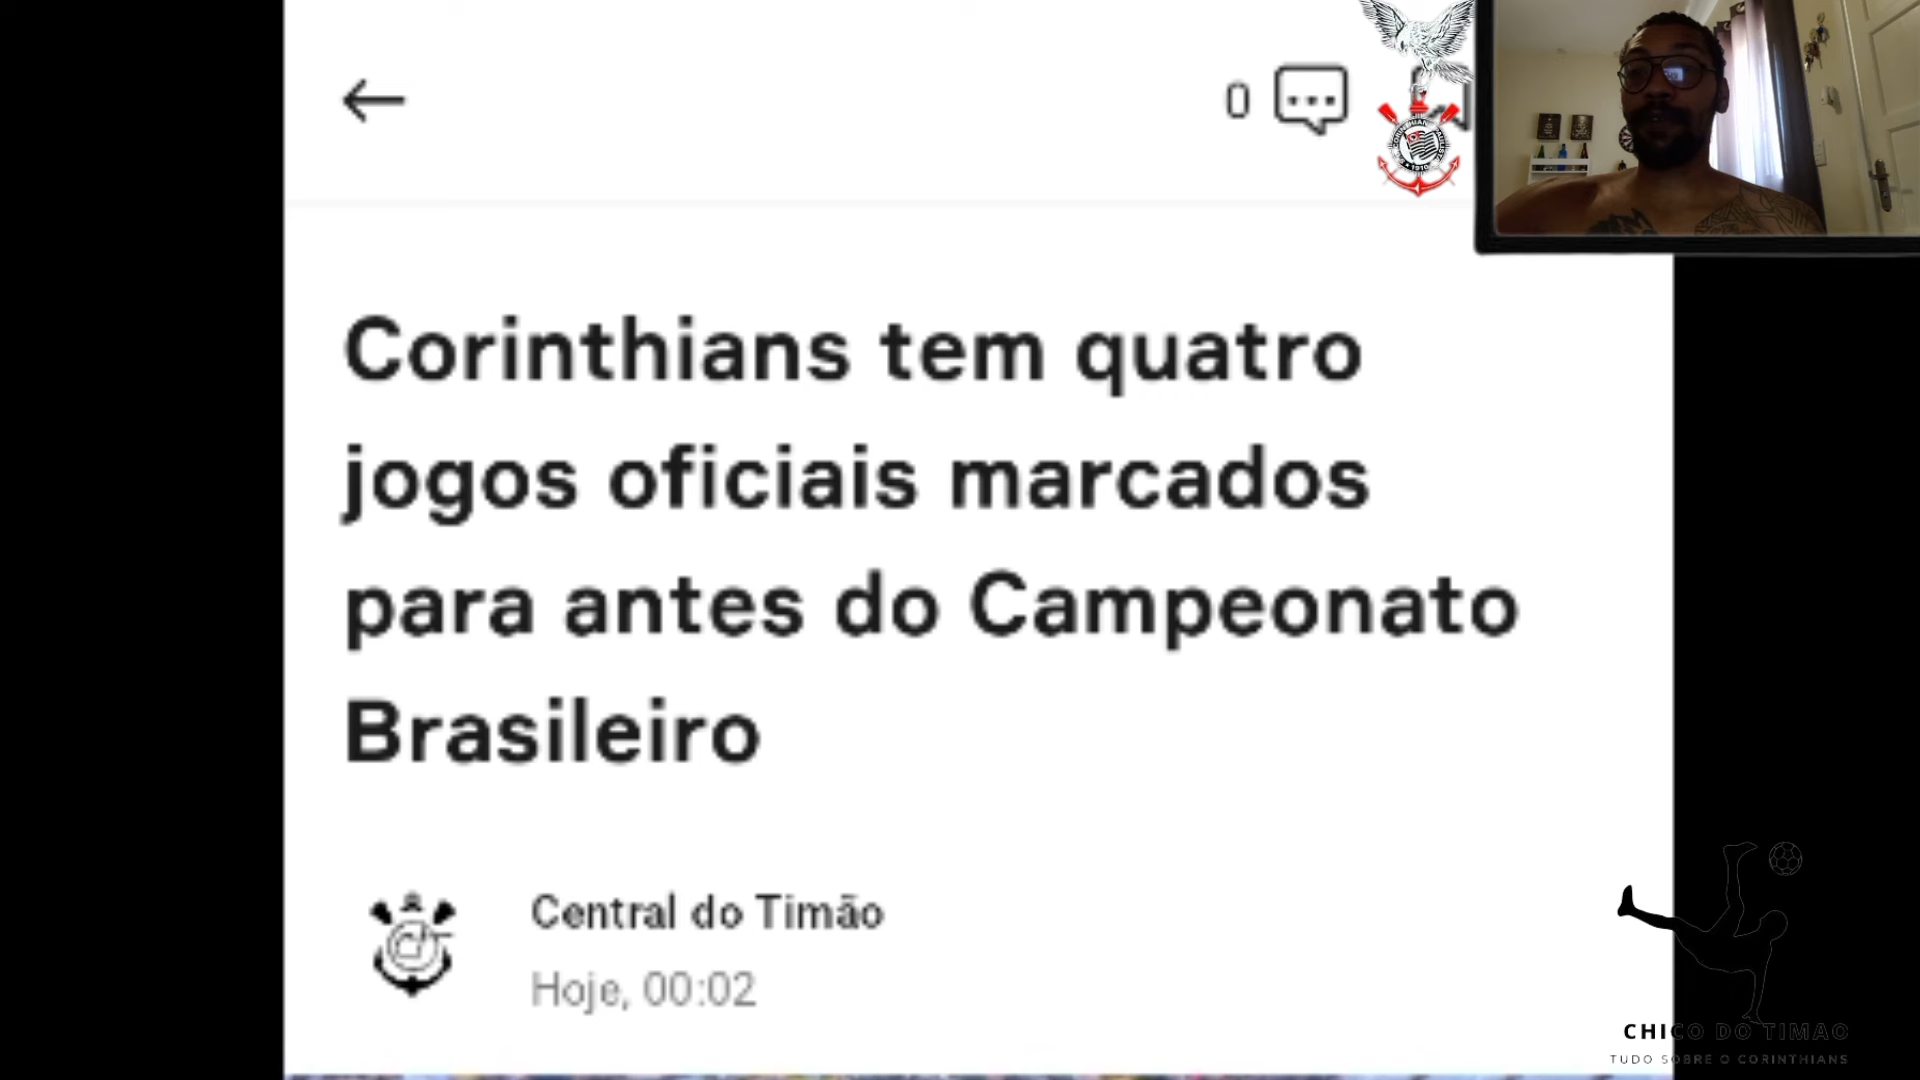 0
Corinthians tem quatro
jogos oficiais marcados
para antes do Campeonato
Brasileiro
Central do Timão
Hoje, 00:02
CHICO DO TIMAO
TUDO SOBRE O CORINTHIANS